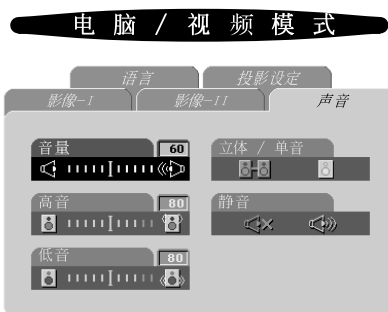 电脑 / 视频模式
语言
投影设定
影像-I
影像-II
声音
音量
60
立体 / 单音
高音
80
静音
低音
80